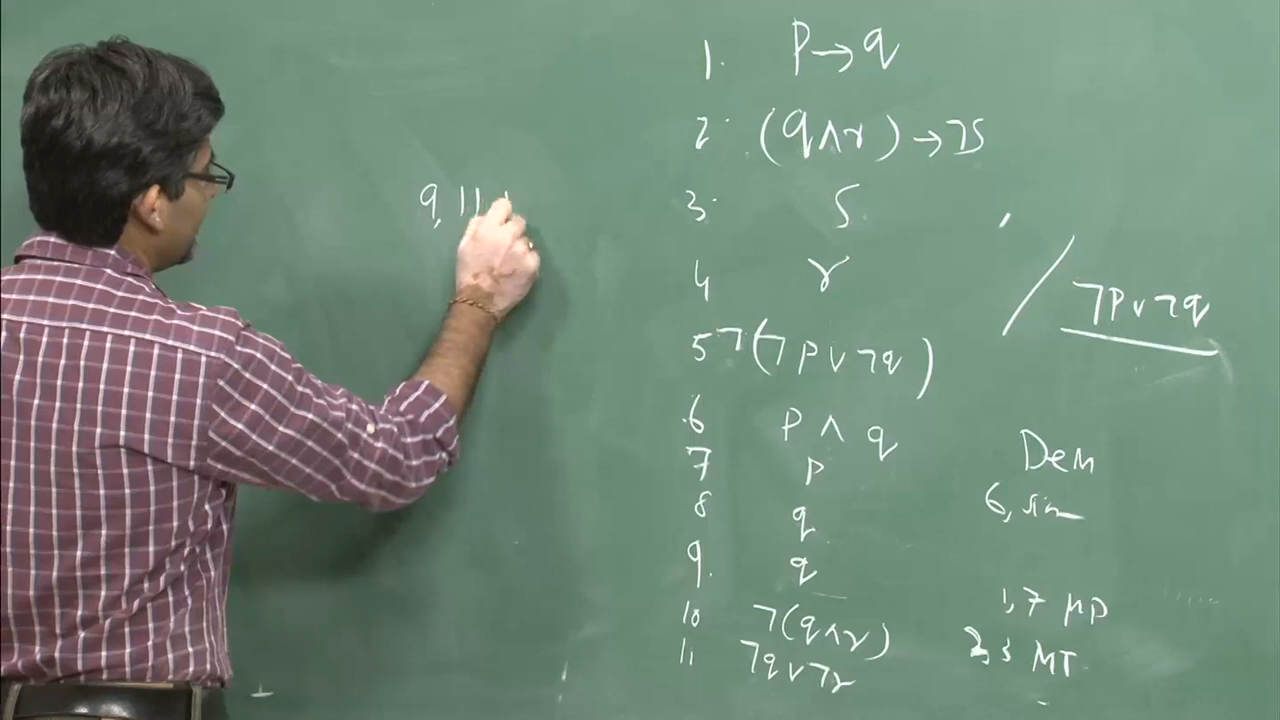 1. P → q
2. (q ∧ r) → ¬s
3. S
4 r
/ ¬P ∨ ¬q
5 ¬(¬P ∨ ¬q)
6 P ∧ q
7 P DeM
8 q 6, sim
9. q
10 ¬(q ∧ r) 1,7 MP
11 ¬q ∨ ¬r 2,3 MT
9, 11